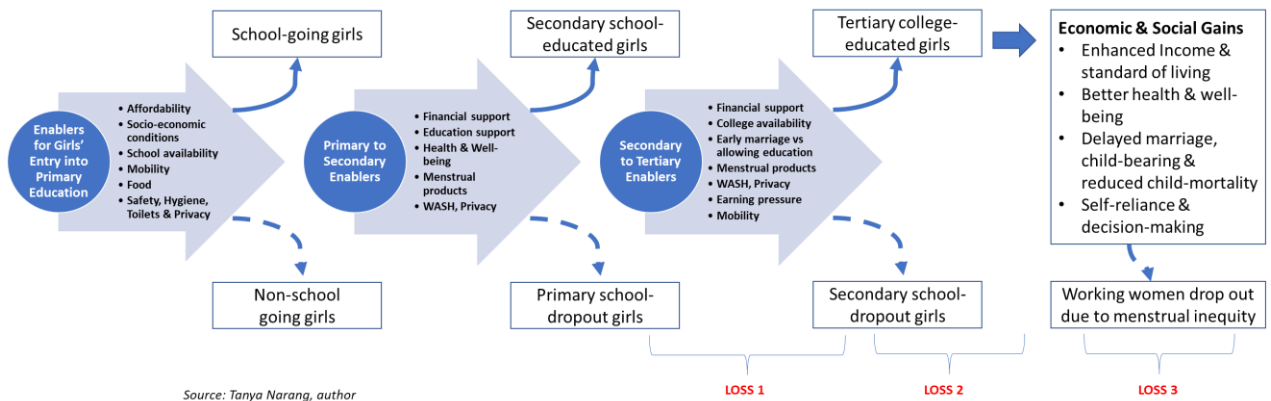 School-going girls
Enablers
for Girls'
Entry into
Primary
Education
• Affordability
• Socio-economic
conditions
• School availability
• Mobility
• Food
• Safety, Hygiene,
Toilets & Privacy
Non-school
going girls
Secondary school-
educated girls
Primary to
Secondary
Enablers
• Financial support
• Education support
• Health & Well-
being
• Menstrual
products
• WASH, Privacy
Primary school-
dropout girls
Tertiary college-
educated girls
Secondary
to Tertiary
Enablers
• Financial support
• College availability
• Early marriage vs
allowing education
• Menstrual products
• WASH, Privacy
• Earning pressure
• Mobility
Secondary school-
dropout girls
Economic & Social Gains
• Enhanced Income &
standard of living
• Better health & well-
being
• Delayed marriage,
child-bearing &
reduced child-mortality
• Self-reliance &
decision-making
Working women drop out
due to menstrual inequity
LOSS 1
LOSS 2
LOSS 3
Source: Tanya Narang, author